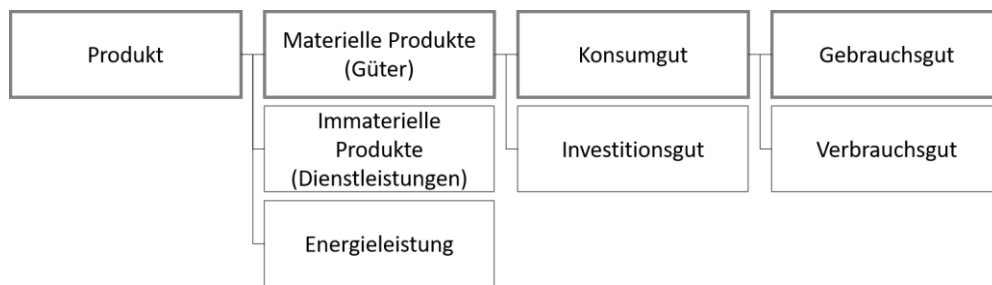 Produkt
Materielle Produkte
(Güter)
Konsumgut
Gebrauchsgut
Immaterielle
Produkte
(Dienstleistungen)
Investitionsgut
Verbrauchsgut
Energieleistung